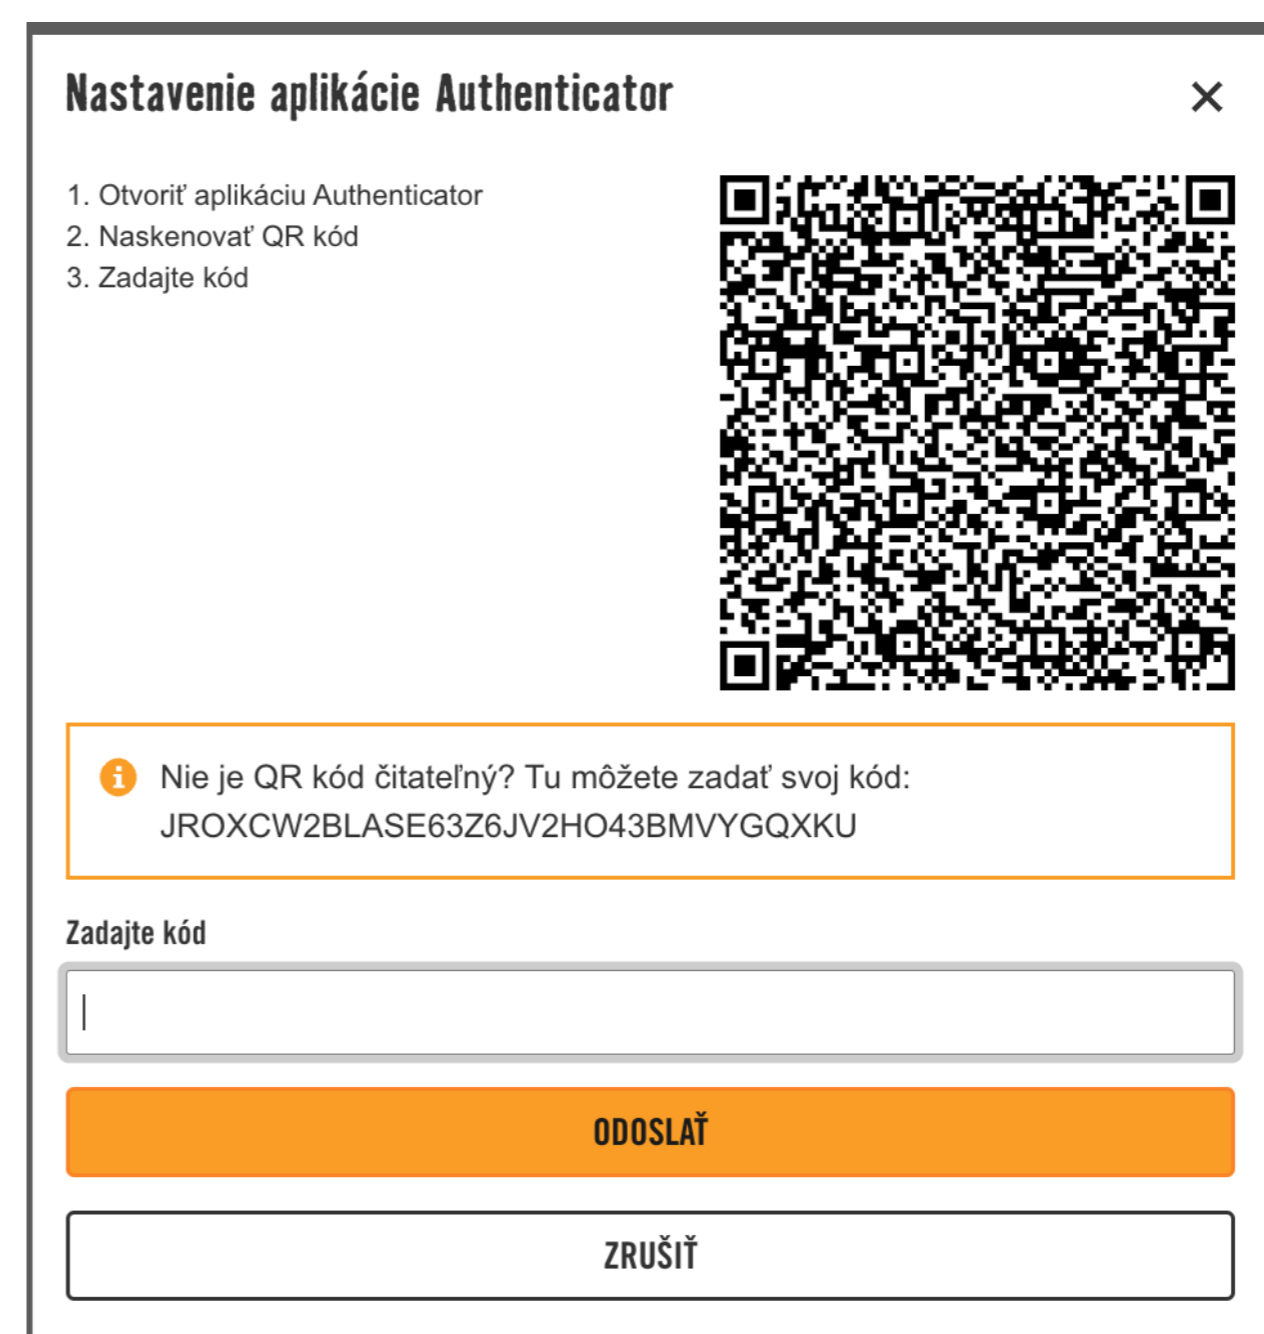 Nastavenie aplikácie Authenticator
1. Otvoriť aplikáciu Authenticator
2. Naskenovať QR kód
3. Zadajte kód
Nie je QR kód čitateľný? Tu môžete zadať svoj kód:
JROXCW2BLASE63Z6JV2HO43BMVYGQXKU
Zadajte kód
ODOSLAŤ
ZRUŠIŤ